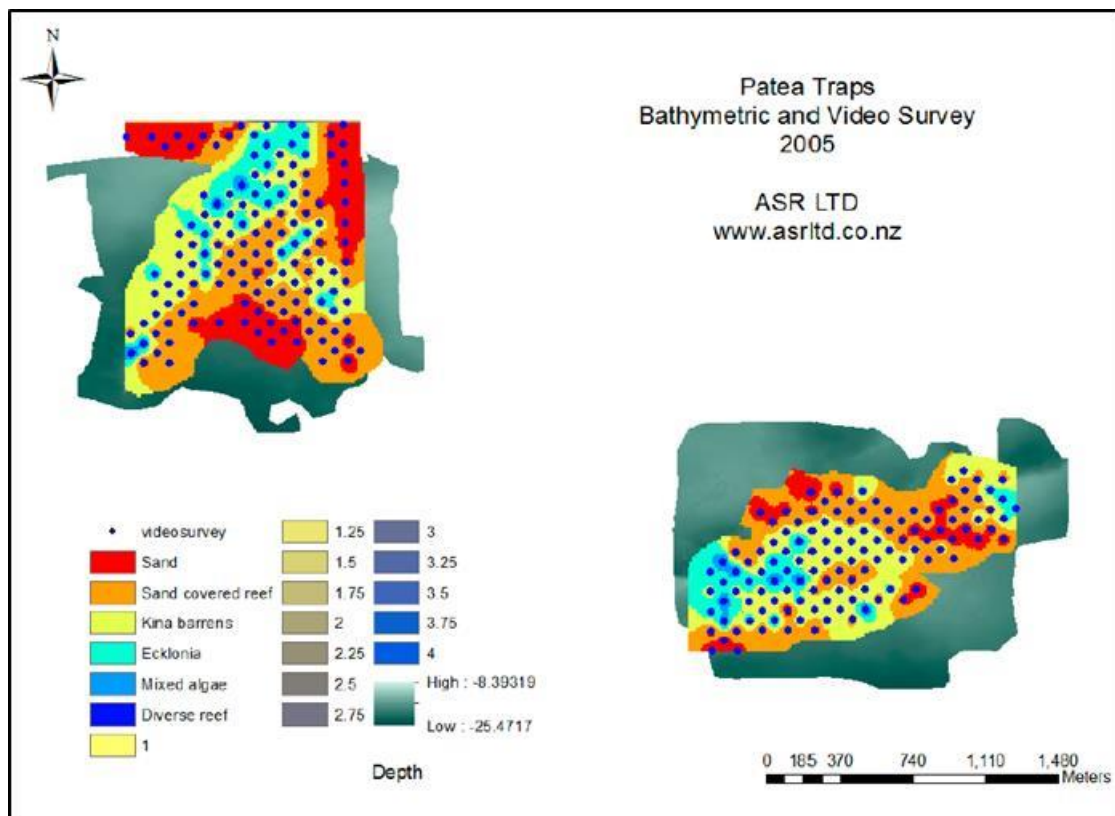 N
Patea Traps
Bathymetric and Video Survey
2005
ASR LTD
www.asrltd.co.nz
videosurvey
Sand
Sand covered reef
Kina barrens
Ecklonia
Mixed algae
Diverse reef
1
1.25
1.5
1.75
2
2.25
2.5
2.75
3
3.25
3.5
3.75
4
High : -8.39319
Low : -25.4717
Depth
0 185 370 740 1,110 1,480
Meters